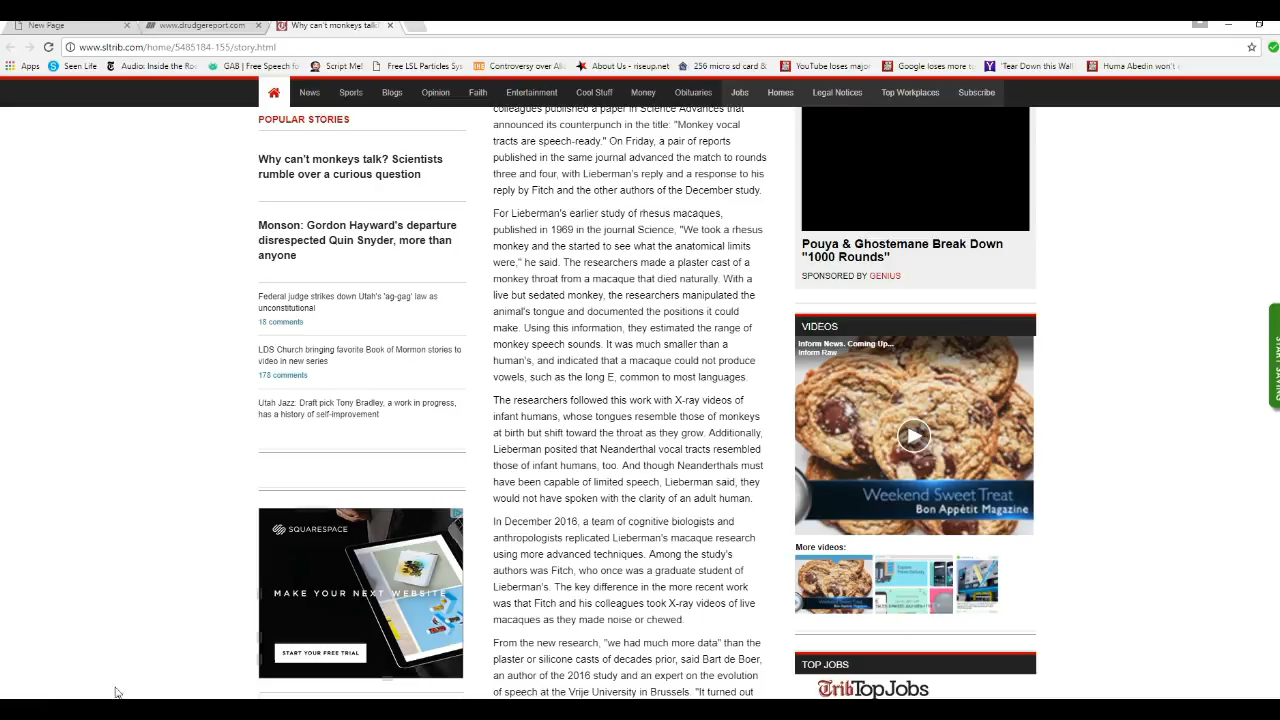 New Page
www.drudgereport.com
Why can't monkeys talk?
www.sltrib.com/home/5485184-155/story.html
Apps
Seen Life
Audio: Inside the Ro
GAB | Free Speech fo
Script Me!
Free LSL Particles Sy
Controversy over Ali
About Us - riseup.net
256 micro sd card &
YouTube loses major
Google loses more t
'Tear Down this Wall
Huma Abedin won't
News
Sports
Blogs
Opinion
Faith
Entertainment
Cool Stuff
Money
Obituaries
Jobs
Homes
Legal Notices
Top Workplaces
Subscribe
POPULAR STORIES
Why can't monkeys talk? Scientists
rumble over a curious question
Monson: Gordon Hayward's departure
disrespected Quin Snyder, more than
anyone
Federal judge strikes down Utah's 'ag-gag' law as
unconstitutional
18 comments
LDS Church bringing favorite Book of Mormon stories to
video in new series
178 comments
Utah Jazz: Draft pick Tony Bradley, a work in progress,
has a history of self-improvement
SQUARESPACE
MAKE YOUR NEXT WEBSITE
START YOUR FREE TRIAL
colleagues published a paper in Science Advances that
announced its counterpunch in the title: "Monkey vocal
tracts are speech-ready." On Friday, a pair of reports
published in the same journal advanced the match to rounds
three and four, with Lieberman's reply and a response to his
reply by Fitch and the other authors of the December study.
For Lieberman's earlier study of rhesus macaques,
published in 1969 in the journal Science, "We took a rhesus
monkey and the started to see what the anatomical limits
were," he said. The researchers made a plaster cast of a
monkey throat from a macaque that died naturally. With a
live but sedated monkey, the researchers manipulated the
animal's tongue and documented the positions it could
make. Using this information, they estimated the range of
monkey speech sounds. It was much smaller than a
human's, and indicated that a macaque could not produce
vowels, such as the long E, common to most languages.
The researchers followed this work with X-ray videos of
infant humans, whose tongues resemble those of monkeys
at birth but shift toward the throat as they grow. Additionally,
Lieberman posited that Neanderthal vocal tracts resembled
those of infant humans, too. And though Neanderthals must
have been capable of limited speech, Lieberman said, they
would not have spoken with the clarity of an adult human.
In December 2016, a team of cognitive biologists and
anthropologists replicated Lieberman's macaque research
using more advanced techniques. Among the study's
authors was Fitch, who once was a graduate student of
Lieberman's. The key difference in the more recent work
was that Fitch and his colleagues took X-ray videos of live
macaques as they made noise or chewed.
From the new research, "we had much more data" than the
plaster or silicone casts of decades prior, said Bart de Boer,
an author of the 2016 study and an expert on the evolution
of speech at the Vrije University in Brussels. "It turned out
Pouya & Ghostemane Break Down
"1000 Rounds"
SPONSORED BY GENIUS
VIDEOS
Inform News. Coming Up...
Inform Raw
Weekend Sweet Treat
Bon Appétit Magazine
More videos:
TOP JOBS
TribTopJobs